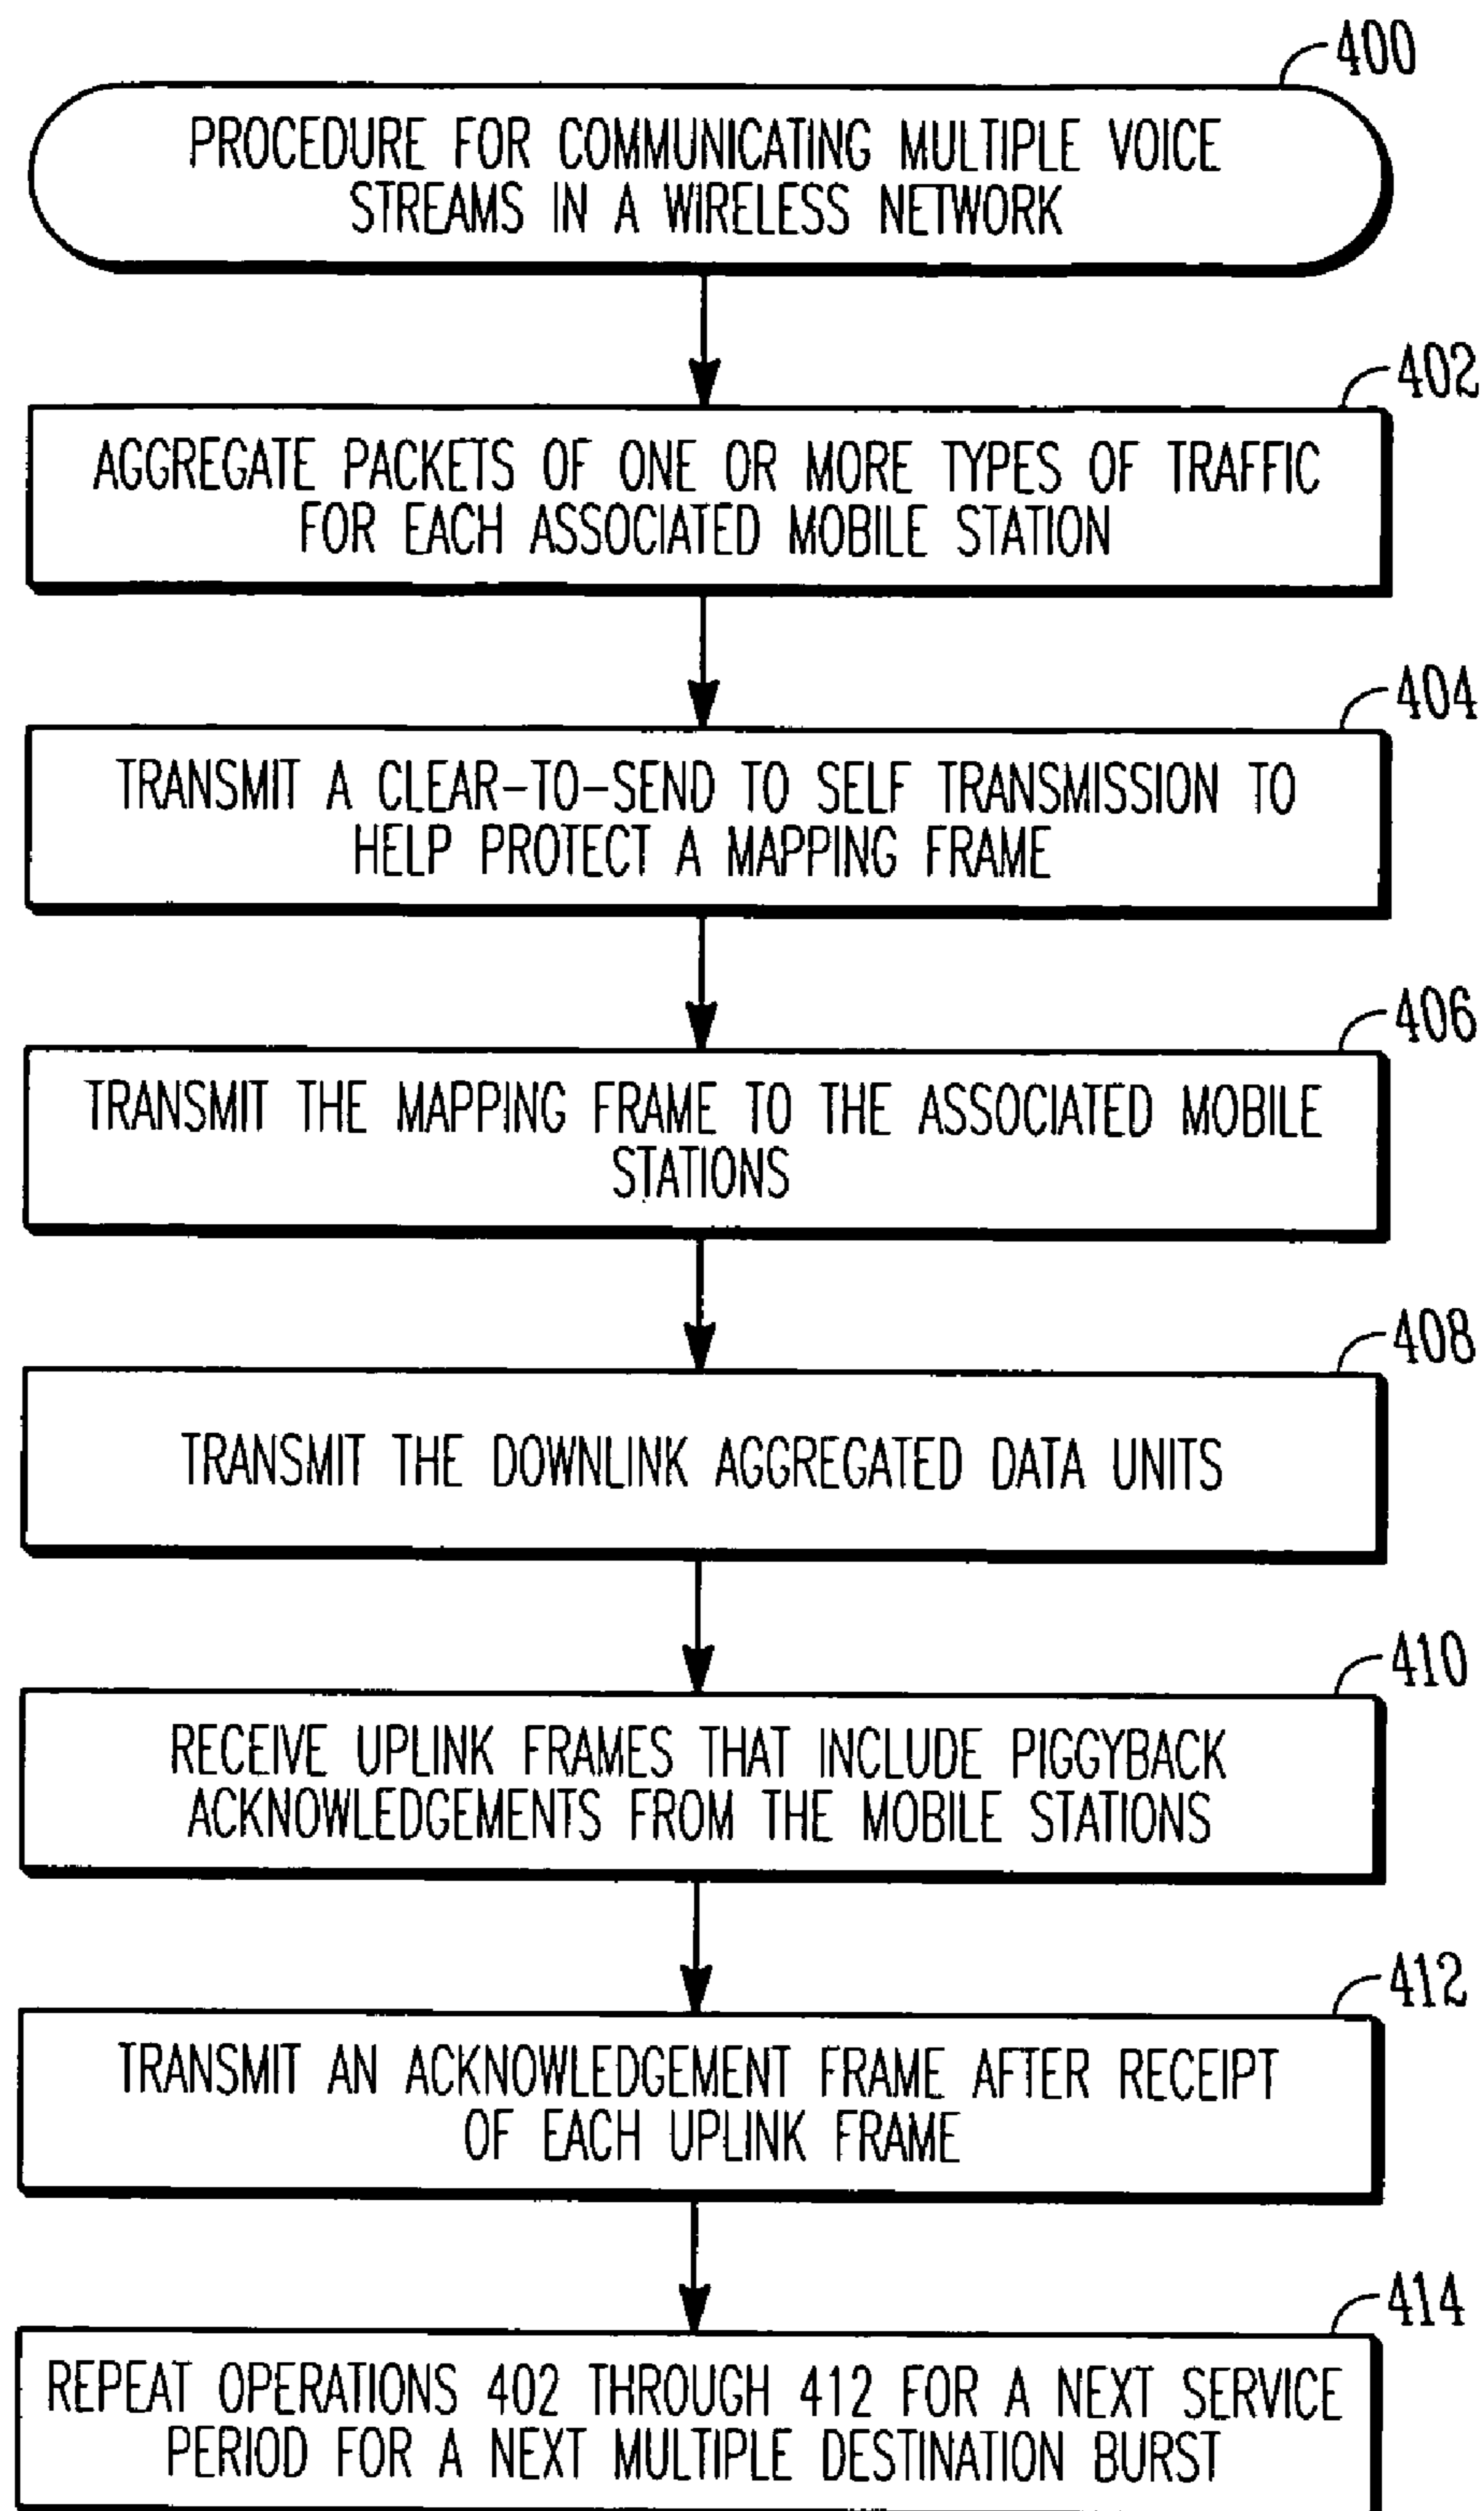 400
PROCEDURE FOR COMMUNICATING MULTIPLE VOICE
STREAMS IN A WIRELESS NETWORK
402
AGGREGATE PACKETS OF ONE OR MORE TYPES OF TRAFFIC
FOR EACH ASSOCIATED MOBILE STATION
404
TRANSMIT A CLEAR-TO-SEND TO SELF TRANSMISSION TO
HELP PROTECT A MAPPING FRAME
406
TRANSMIT THE MAPPING FRAME TO THE ASSOCIATED MOBILE
STATIONS
408
TRANSMIT THE DOWNLINK AGGREGATED DATA UNITS
410
RECEIVE UPLINK FRAMES THAT INCLUDE PIGGYBACK
ACKNOWLEDGEMENTS FROM THE MOBILE STATIONS
412
TRANSMIT AN ACKNOWLEDGEMENT FRAME AFTER RECEIPT
OF EACH UPLINK FRAME
414
REPEAT OPERATIONS 402 THROUGH 412 FOR A NEXT SERVICE
PERIOD FOR A NEXT MULTIPLE DESTINATION BURST